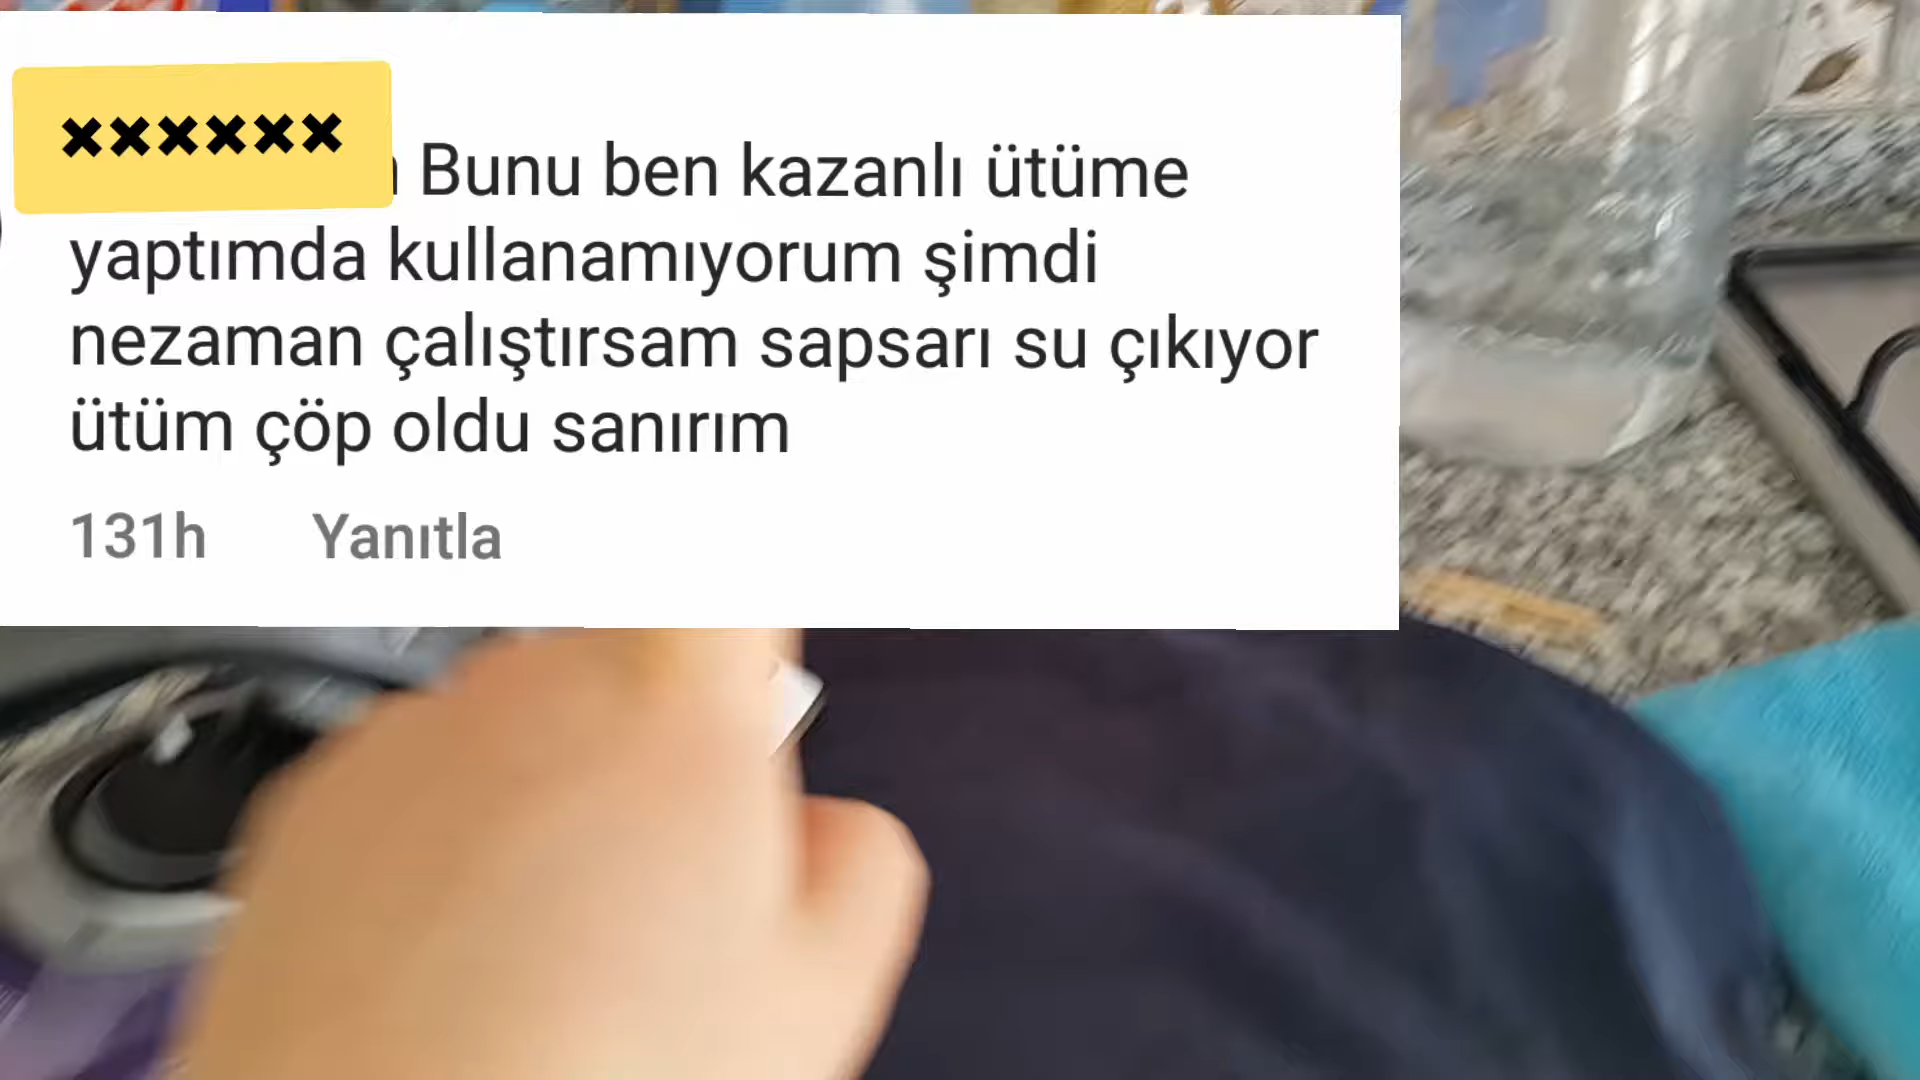 ××××××
Bunu ben kazanlı ütüme
yaptımda kullanamıyorum şimdi
nezaman çalıştırsam sapsarı su çıkıyor
ütüm çöp oldu sanırım
131h Yanıtla